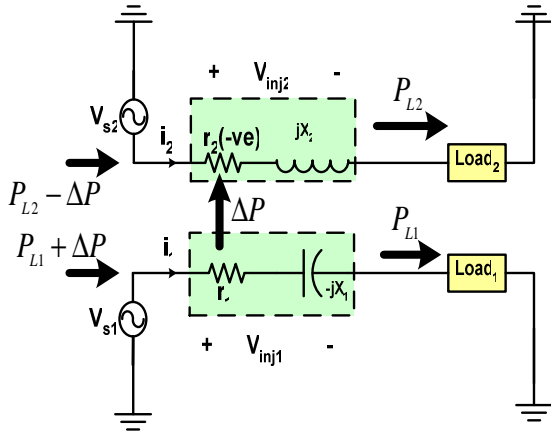 + V_inj2 -
V_s2
P_L2
i_2
r_2(-ve)
jX_2
Load_2
P_L2 − ΔP
ΔP
P_L1 + ΔP
P_L1
-jX_1
Load_1
V_s1
+ V_inj1 -